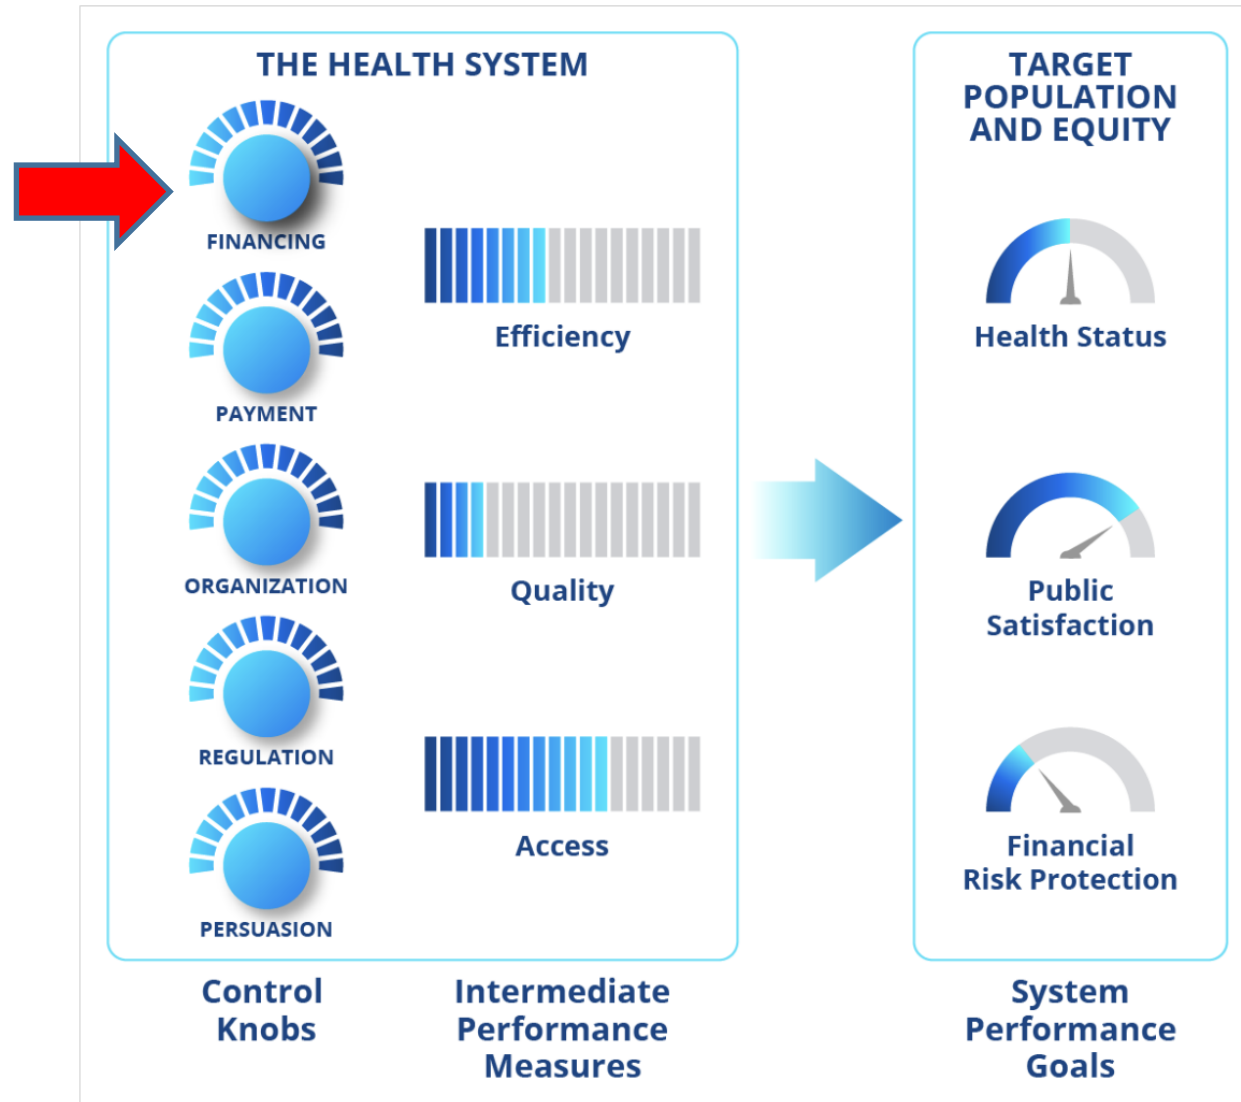 THE HEALTH SYSTEM
FINANCING
PAYMENT
ORGANIZATION
REGULATION
PERSUASION
Efficiency
Quality
Access
Control
Knobs
Intermediate
Performance
Measures
TARGET
POPULATION
AND EQUITY
Health Status
Public
Satisfaction
Financial
Risk Protection
System
Performance
Goals